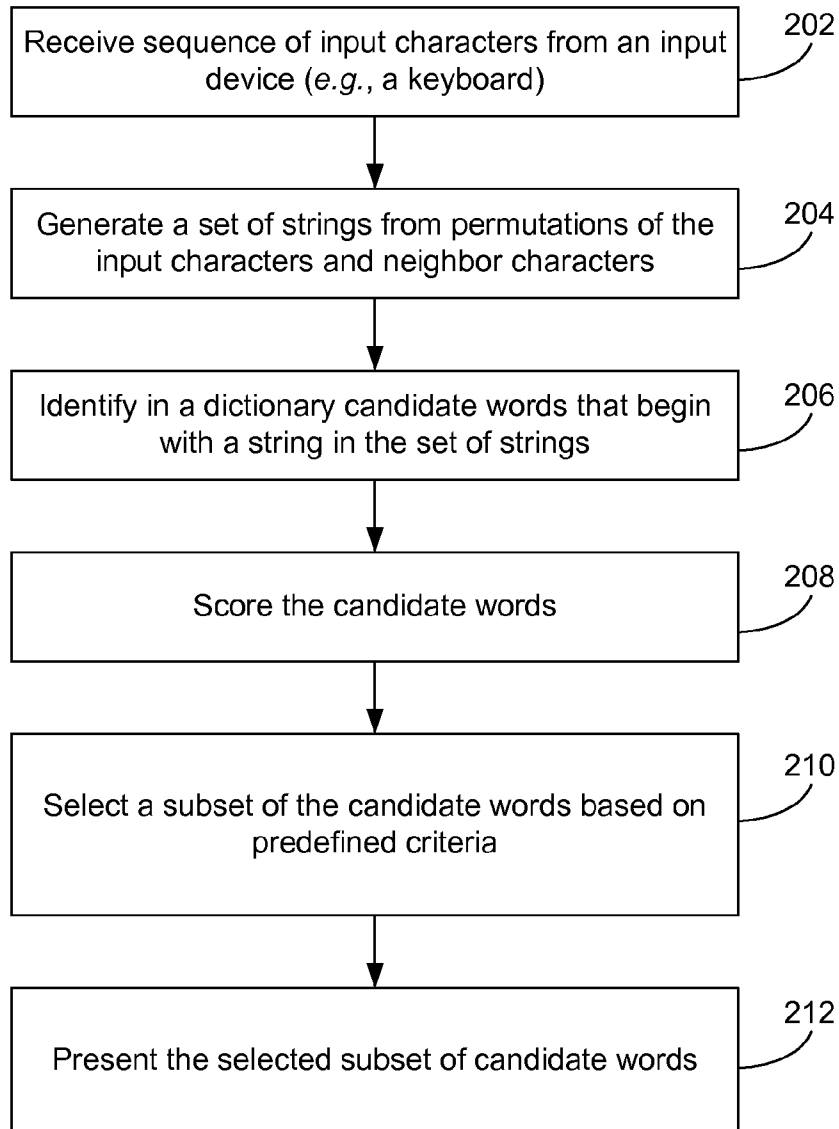 Receive sequence of input characters from an input
device (e.g., a keyboard)
202
Generate a set of strings from permutations of the
input characters and neighbor characters
204
Identify in a dictionary candidate words that begin
with a string in the set of strings
206
Score the candidate words
208
Select a subset of the candidate words based on
predefined criteria
210
Present the selected subset of candidate words
212